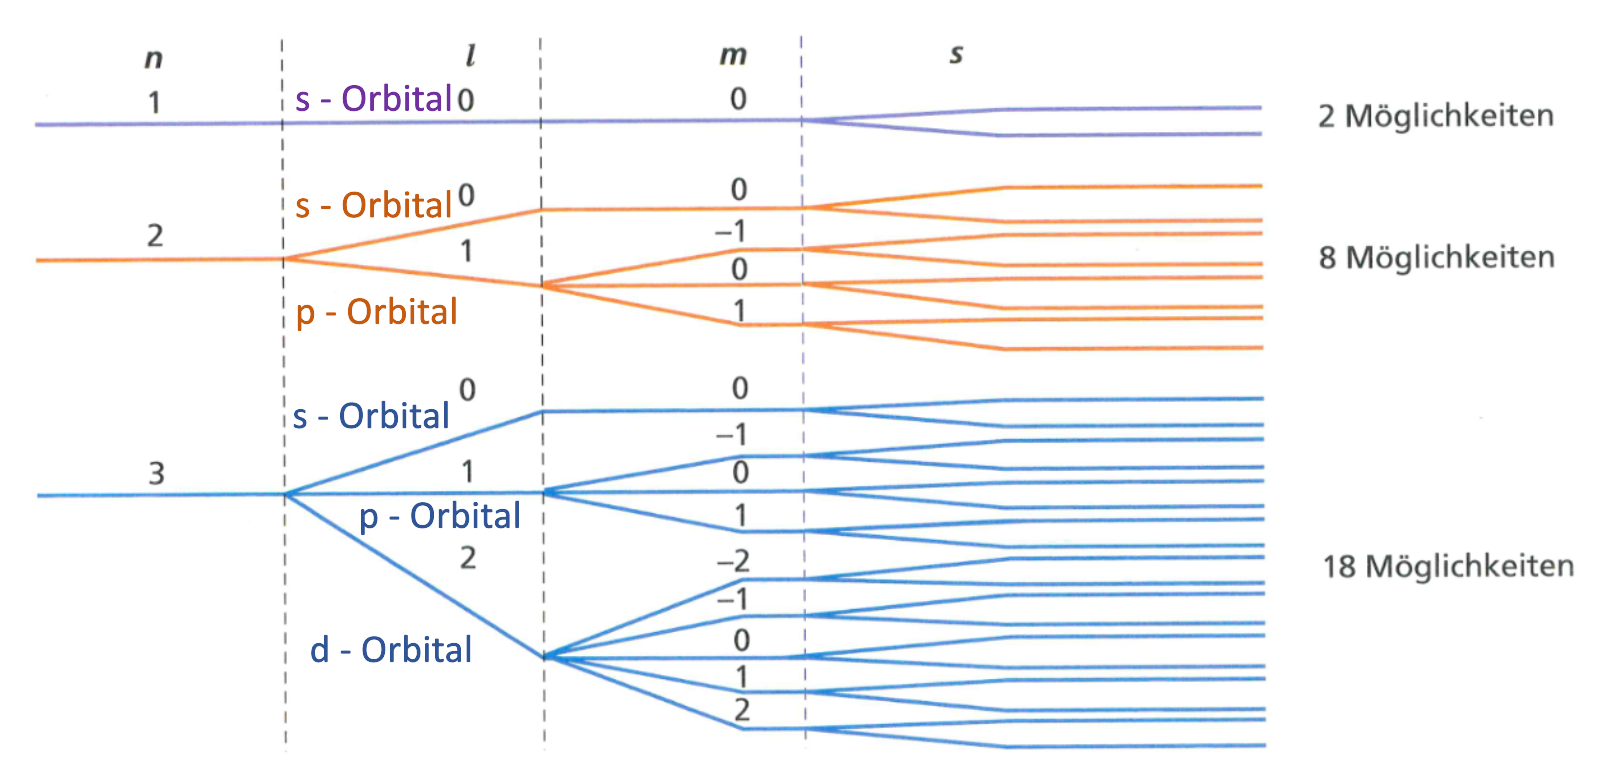 n l m s
1 s - Orbital 0 0 2 Möglichkeiten
s - Orbital 0 0
2 1 –1 8 Möglichkeiten
0
p - Orbital 1
s - Orbital 0 0
–1
3 1 0
p - Orbital 1
2 –2 18 Möglichkeiten
–1
d - Orbital 0
1
2